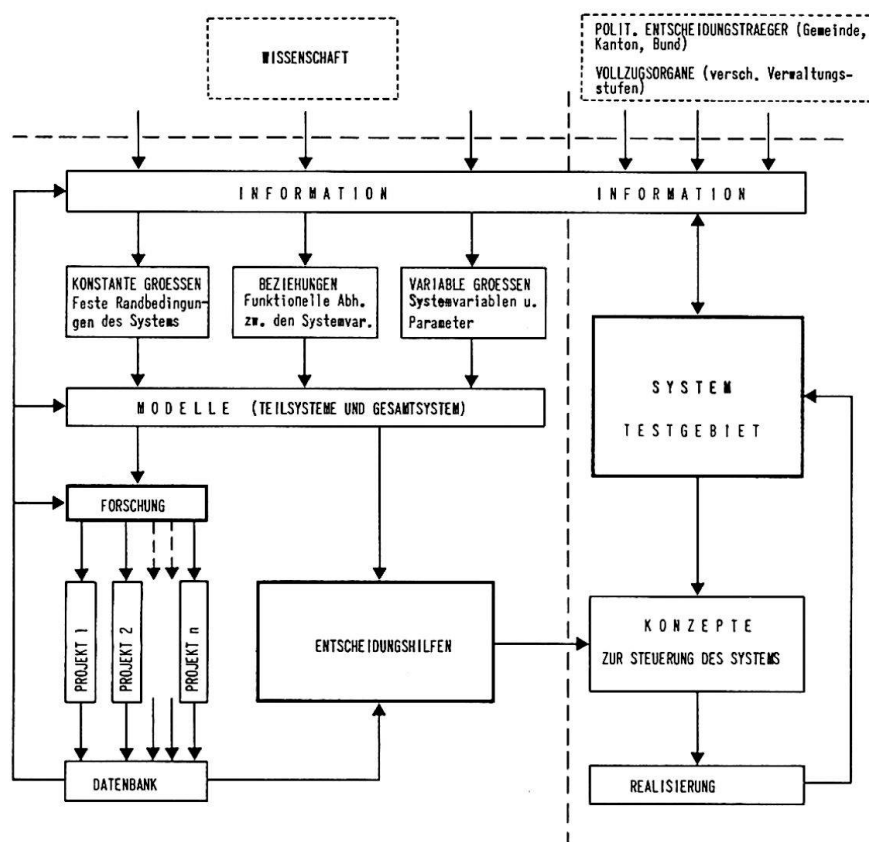 WISSENSCHAFT
POLIT. ENTSCHEIDUNGSTRAEGER (Gemeinde,
Kanton, Bund)
VOLLZUGSORGANE (versch. Verwaltungs-
stufen)
INFORMATION
INFORMATION
KONSTANTE GROESSEN
Feste Randbedingun-
gen des Systems
BEZIEHUNGEN
Funktionelle Abh.
zw. den Systemvar.
VARIABLE GROESSEN
Systemvariablen u.
Parameter
MODELLE (TEILSYSTEME UND GESAMTSYSTEM)
SYSTEM
TESTGEBIET
FORSCHUNG
PROJEKT 1
PROJEKT 2
PROJEKT n
ENTSCHEIDUNGSHILFEN
KONZEPTE
ZUR STEUERUNG DES SYSTEMS
DATENBANK
REALISIERUNG